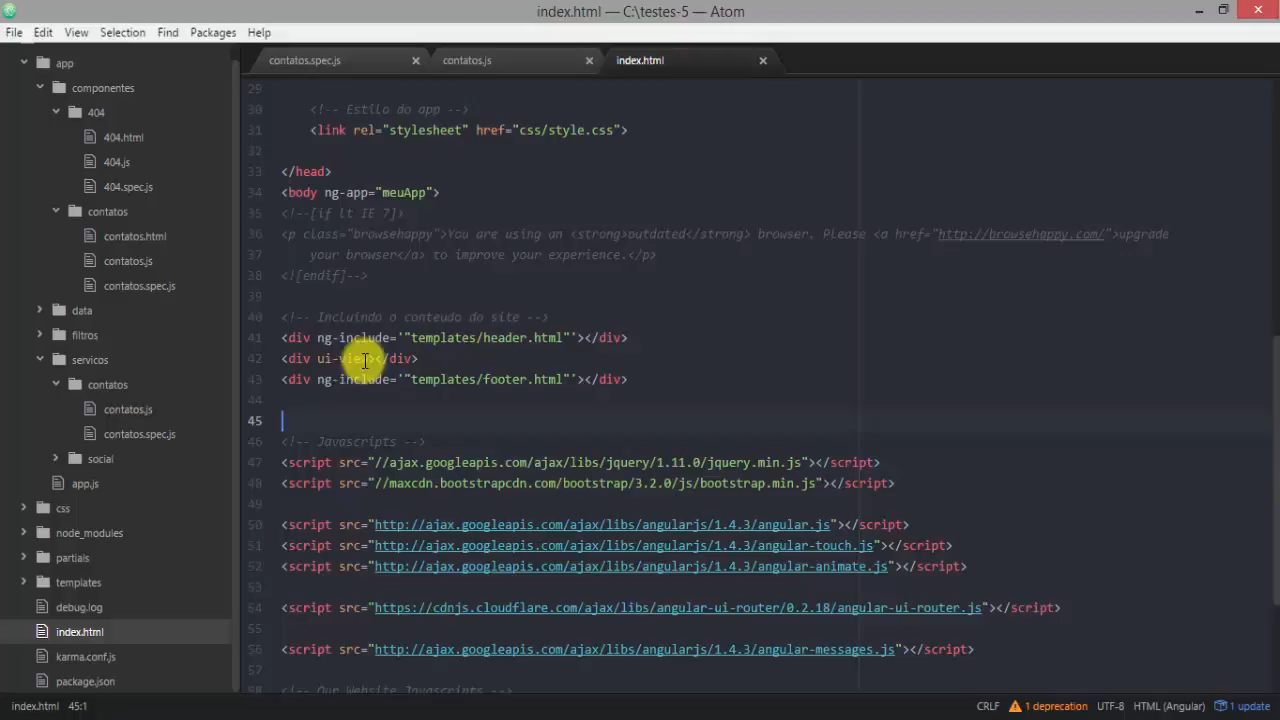 index.html — C:\testes-5 — Atom
File Edit View Selection Find Packages Help
app
componentes
404
404.html
404.js
404.spec.js
contatos
contatos.html
contatos.js
contatos.spec.js
data
filtros
servicos
contatos
contatos.js
contatos.spec.js
social
app.js
css
node_modules
partials
templates
debug.log
index.html
karma.conf.js
package.json
contatos.spec.js contatos.js index.html
29
30 <!-- Estilo do app -->
31 <link rel="stylesheet" href="css/style.css">
32
33 </head>
34 <body ng-app="meuApp">
35 <!--[if lt IE 7]>
36 <p class="browsehappy">You are using an <strong>outdated</strong> browser. Please <a href="http://browsehappy.com/">upgrade
37 your browser</a> to improve your experience.</p>
38 <![endif]-->
39
40 <!-- Incluindo o conteudo do site -->
41 <div ng-include='"templates/header.html"'></div>
42 <div ui-view></div>
43 <div ng-include='"templates/footer.html"'></div>
44
45
46 <!-- Javascripts -->
47 <script src="//ajax.googleapis.com/ajax/libs/jquery/1.11.0/jquery.min.js"></script>
48 <script src="//maxcdn.bootstrapcdn.com/bootstrap/3.2.0/js/bootstrap.min.js"></script>
49
50 <script src="http://ajax.googleapis.com/ajax/libs/angularjs/1.4.3/angular.js"></script>
51 <script src="http://ajax.googleapis.com/ajax/libs/angularjs/1.4.3/angular-touch.js"></script>
52 <script src="http://ajax.googleapis.com/ajax/libs/angularjs/1.4.3/angular-animate.js"></script>
53
54 <script src="https://cdnjs.cloudflare.com/ajax/libs/angular-ui-router/0.2.18/angular-ui-router.js"></script>
55
56 <script src="http://ajax.googleapis.com/ajax/libs/angularjs/1.4.3/angular-messages.js"></script>
57
58 <!-- Our Website Javascripts -->
index.html 45:1 CRLF 1 deprecation UTF-8 HTML (Angular) 1 update